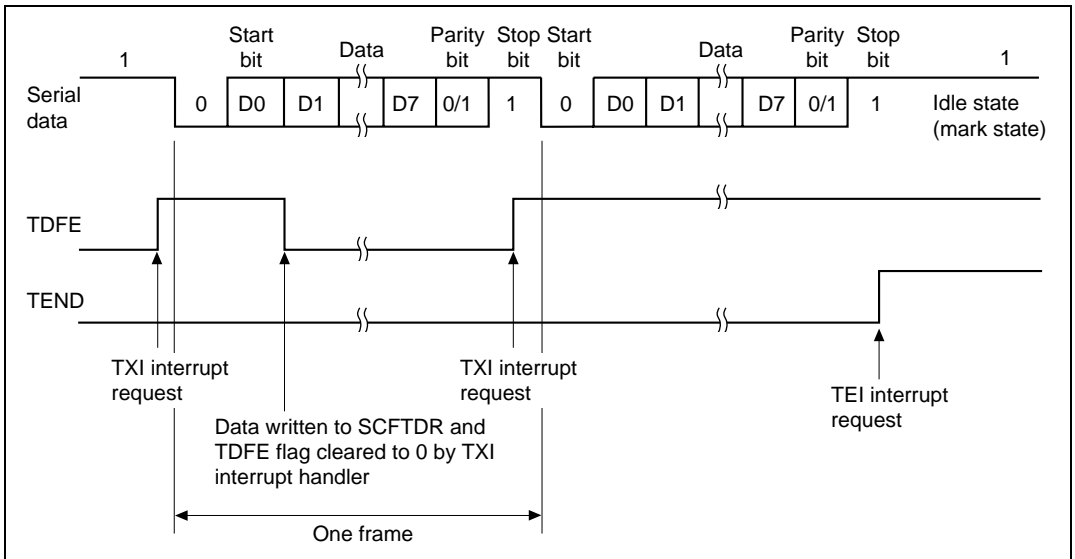 Start bit
Data
Parity bit
Stop bit
Start bit
Data
Parity bit
Stop bit
1
1
Serial data
0
D0
D1
D7
0/1
1
0
D0
D1
D7
0/1
1
Idle state
(mark state)
TDFE
TEND
TXI interrupt
request
TXI interrupt
request
TEI interrupt
request
Data written to SCFTDR and
TDFE flag cleared to 0 by TXI
interrupt handler
One frame